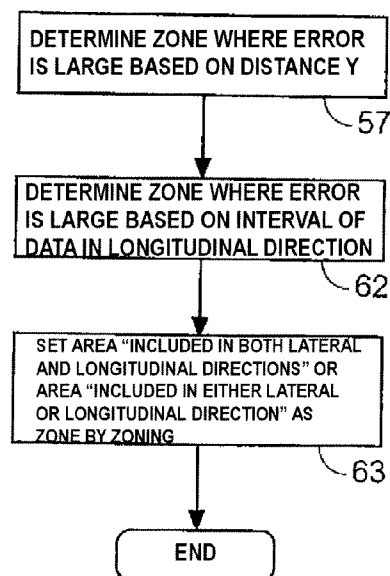 DETERMINE ZONE WHERE ERROR
IS LARGE BASED ON DISTANCE Y
57
DETERMINE ZONE WHERE ERROR
IS LARGE BASED ON INTERVAL OF
DATA IN LONGITUDINAL DIRECTION
62
SET AREA “INCLUDED IN BOTH LATERAL
AND LONGITUDINAL DIRECTIONS” OR
AREA “INCLUDED IN EITHER LATERAL
OR LONGITUDINAL DIRECTION” AS
ZONE BY ZONING
63
END